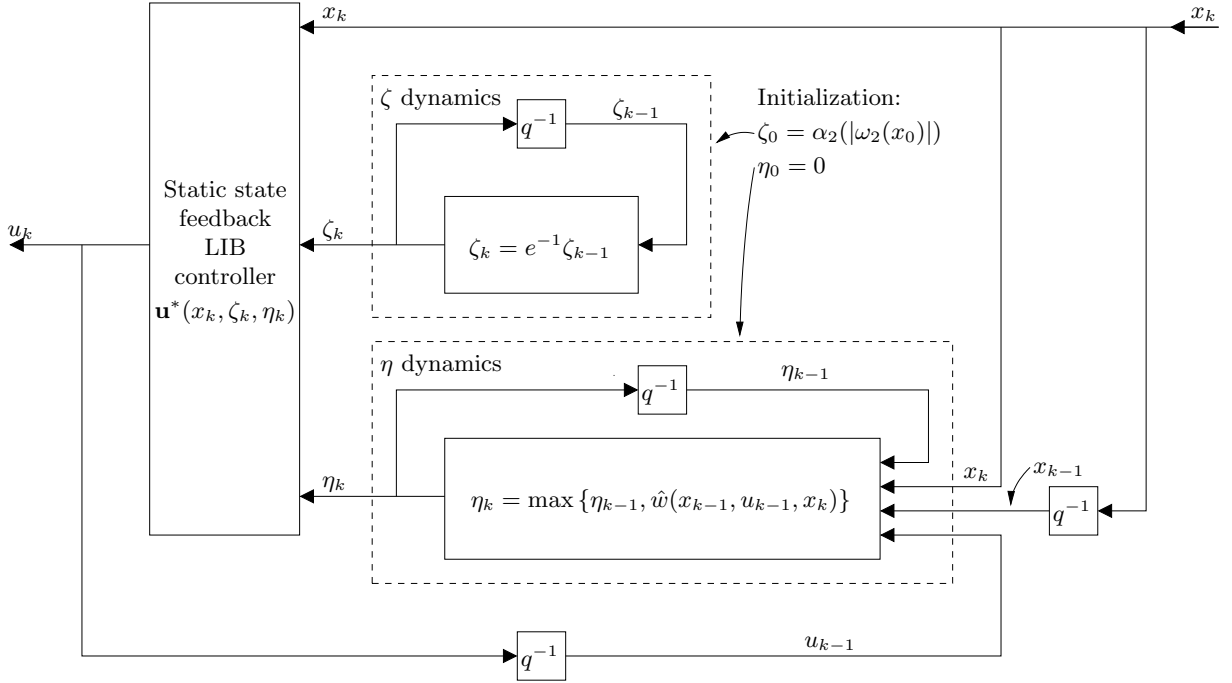 x_k
x_k
ζ dynamics
q^{-1}
ζ_{k-1}
Initialization:
ζ_0 = α_2(|ω_2(x_0)|)
η_0 = 0
Static state
feedback
LIB
controller
𝐮*(x_k, ζ_k, η_k)
u_k
ζ_k
ζ_k = e^{-1}ζ_{k-1}
η dynamics
q^{-1}
η_{k-1}
η_k
η_k = max {η_{k-1}, ŵ(x_{k-1}, u_{k-1}, x_k)}
x_k
x_{k-1}
q^{-1}
q^{-1}
u_{k-1}